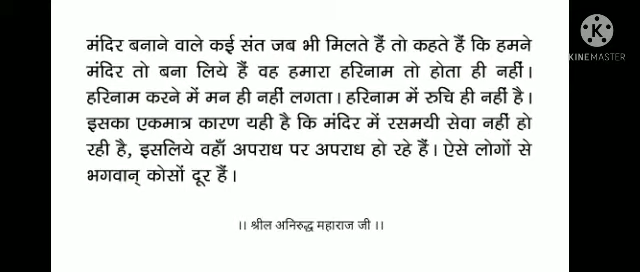 मंदिर बनाने वाले कई संत जब भी मिलते हैं तो कहते हैं कि हमने
मंदिर तो बना लिये हैं वह हमारा हरिनाम तो होता ही नहीं।
हरिनाम करने में मन ही नहीं लगता। हरिनाम में रुचि ही नहीं है।
इसका एकमात्र कारण यही है कि मंदिर में रसमयी सेवा नहीं हो
रही है, इसलिये वहाँ अपराध पर अपराध हो रहे हैं। ऐसे लोगों से
भगवान् कोसों दूर हैं।
।। श्रील अनिरुद्ध महाराज जी ।।
KINEMASTER